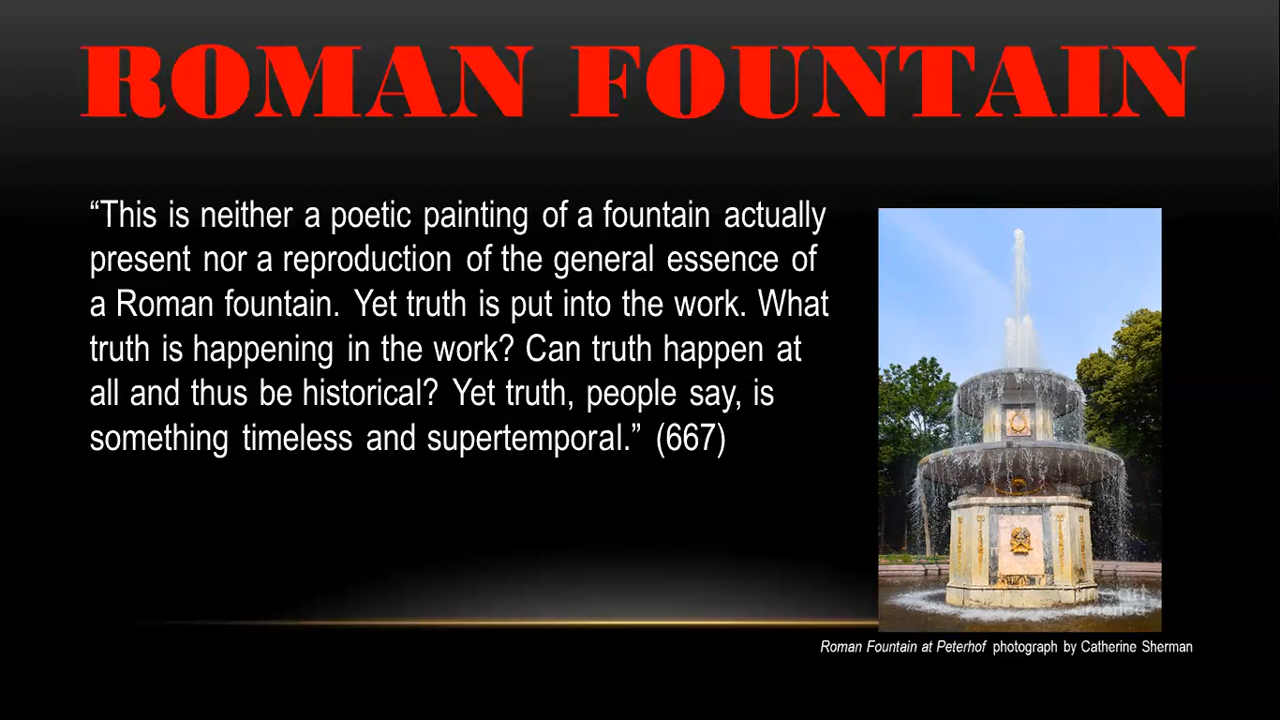 ROMAN FOUNTAIN
“This is neither a poetic painting of a fountain actually
present nor a reproduction of the general essence of
a Roman fountain. Yet truth is put into the work. What
truth is happening in the work? Can truth happen at
all and thus be historical? Yet truth, people say, is
something timeless and supertemporal.” (667)
america
Roman Fountain at Peterhof photograph by Catherine Sherman